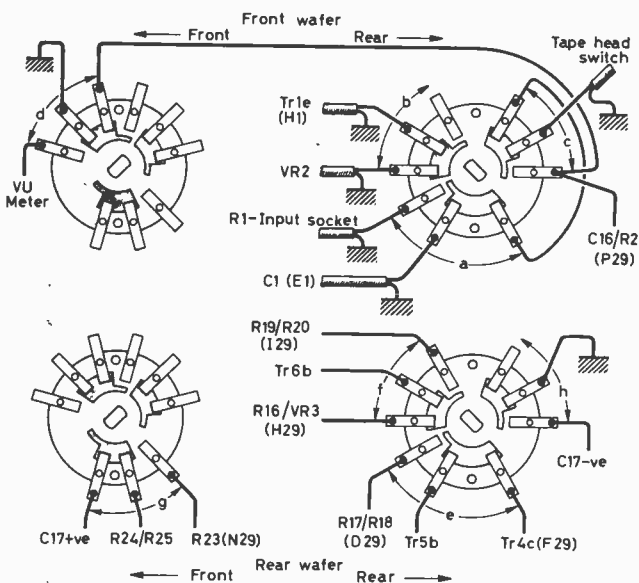 Front wafer
Front
Rear
Tape head
switch
d
Tr1e
(H1)
b
c
VR2
VU
Meter
R1-Input socket
a
C16/R2
(P29)
C1 (E1)
R19/R20
(I29)
Tr6b
f
h
R16/VR3
(H29)
C17-ve
g
R17/R18
(D29)
e
C17+ve
R24/R25
R23(N29)
Tr5b
Tr4c(F29)
Rear wafer
Front
Rear